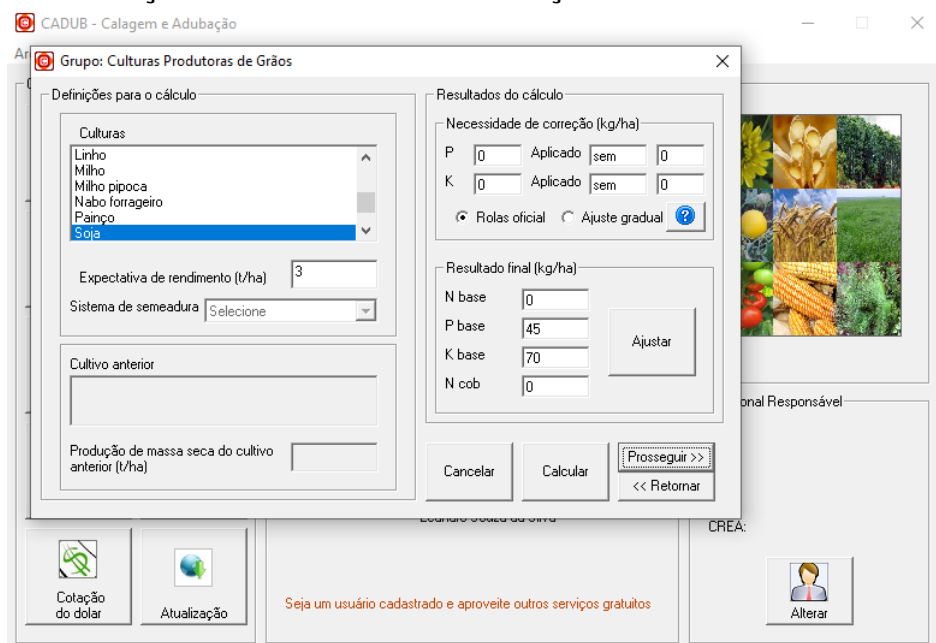 CADUB - Calagem e Adubação
Ar
Grupo: Culturas Produtoras de Grãos
Definições para o cálculo
Culturas
Linho
Milho
Milho pipoca
Nabo forrageiro
Painço
Soja
Expectativa de rendimento (t/ha) 3
Sistema de semeadura Selecione
Cultivo anterior
Produção de massa seca do cultivo
anterior (t/ha)
Resultados do cálculo
Necessidade de correção (kg/ha)
P 0 Aplicado sem 0
K 0 Aplicado sem 0
Rolas oficial Ajuste gradual ?
Resultado final (kg/ha)
N base 0
P base 45
K base 70
N cob 0
Ajustar
Cancelar
Calcular
Prosseguir >>
<< Retornar
onal Responsável
CREA:
Cotação
do dolar
Atualização
Seja um usuário cadastrado e aproveite outros serviços gratuitos
Alterar